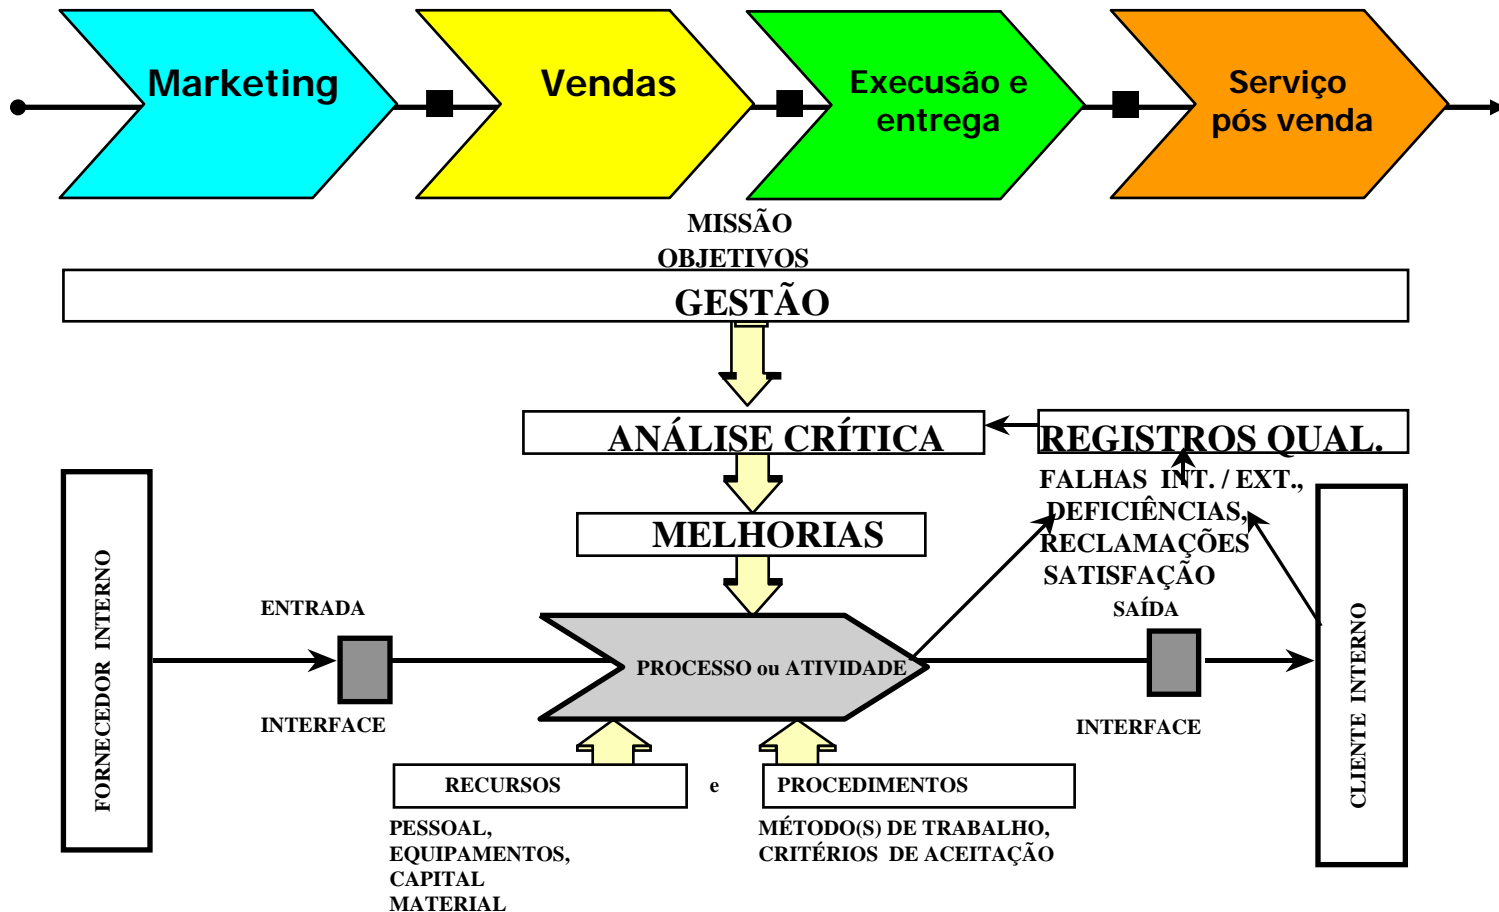 Marketing
Vendas
Execusão e
entrega
Serviço
pós venda
MISSÃO
OBJETIVOS
GESTÃO
ANÁLISE CRÍTICA
REGISTROS QUAL.
FALHAS INT. / EXT.,
DEFICIÊNCIAS,
RECLAMAÇÕES
SATISFAÇÃO
MELHORIAS
FORNECEDOR INTERNO
ENTRADA
INTERFACE
PROCESSO ou ATIVIDADE
SAÍDA
INTERFACE
CLIENTE INTERNO
RECURSOS
e
PROCEDIMENTOS
PESSOAL,
EQUIPAMENTOS,
CAPITAL
MATERIAL
MÉTODO(S) DE TRABALHO,
CRITÉRIOS DE ACEITAÇÃO